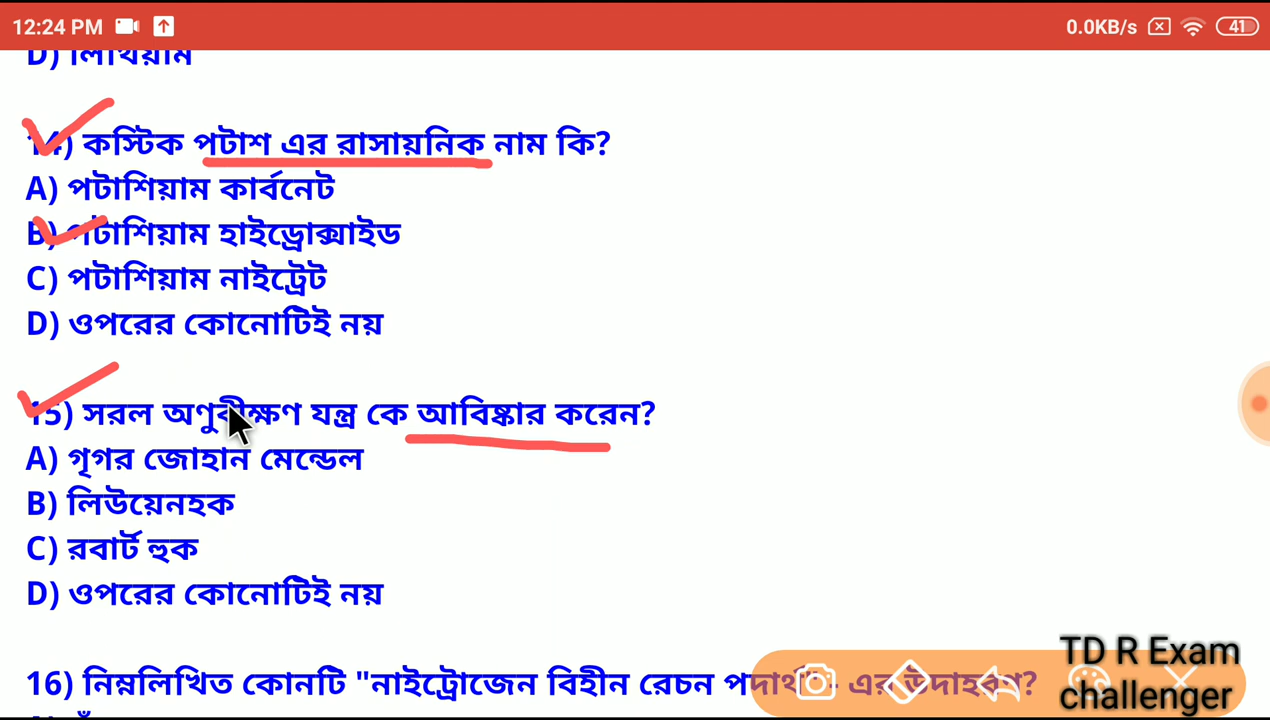 12:24 PM 0.0KB/s 41
D) লিথিয়াম
14) কস্টিক পটাশ এর রাসায়নিক নাম কি?
A) পটাশিয়াম কার্বনেট
B) পটাশিয়াম হাইড্রোক্সাইড
C) পটাশিয়াম নাইট্রেট
D) ওপরের কোনোটিই নয়
15) সরল অণুবীক্ষণ যন্ত্র কে আবিষ্কার করেন?
A) গৃগর জোহান মেন্ডেল
B) লিউয়েনহক
C) রবার্ট হুক
D) ওপরের কোনোটিই নয়
16) নিম্নলিখিত কোনটি "নাইট্রোজেন বিহীন রেচন পদার্থ" - এর উদাহরণ?
TD R Exam
challenger